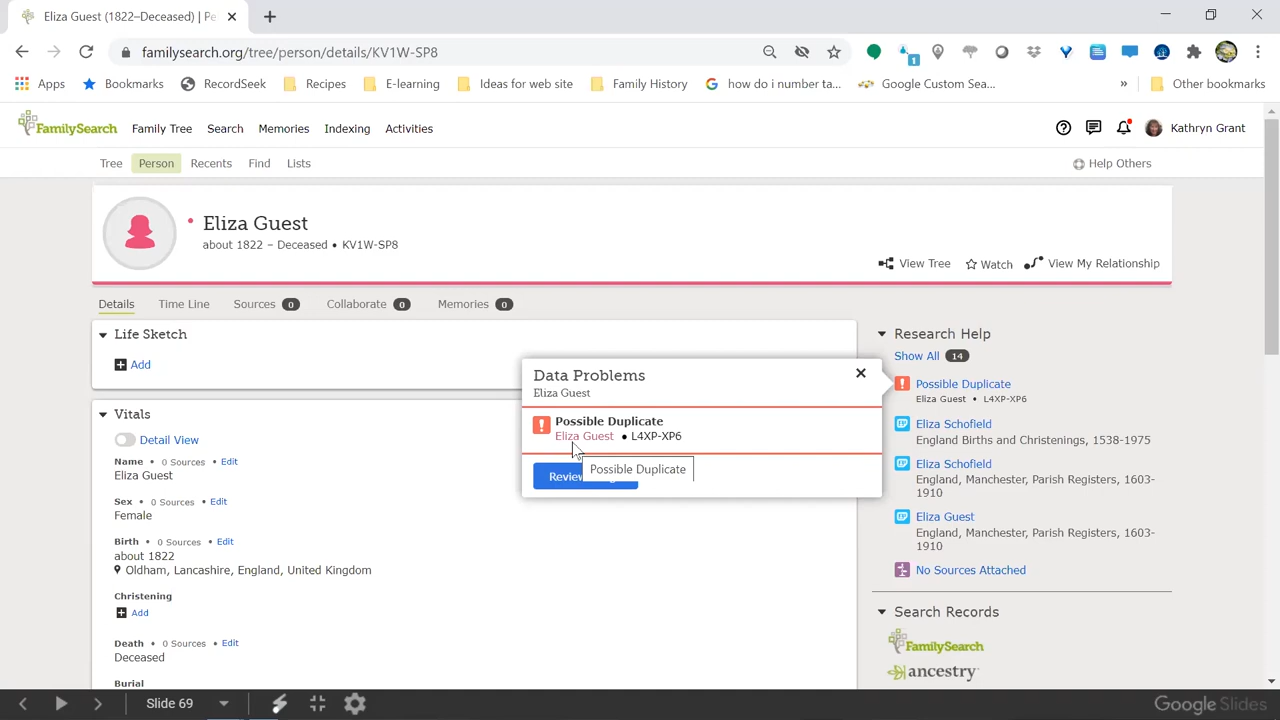 Eliza Guest (1822–Deceased) | Pe
familysearch.org/tree/person/details/KV1W-SP8
1
Apps
Bookmarks
RecordSeek
Recipes
E-learning
Ideas for web site
Family History
how do i number ta...
Google Custom Sea...
»
Other bookmarks
FamilySearch
Family Tree
Search
Memories
Indexing
Activities
Kathryn Grant
Tree
Person
Recents
Find
Lists
Help Others
Eliza Guest
about 1822 – Deceased • KV1W-SP8
View Tree
Watch
View My Relationship
Details
Time Line
Sources 0
Collaborate 0
Memories 0
Life Sketch
Add
Vitals
Detail View
Name • 0 Sources • Edit
Eliza Guest
Sex • 0 Sources • Edit
Female
Birth • 0 Sources • Edit
about 1822
Oldham, Lancashire, England, United Kingdom
Christening
Add
Death • 0 Sources • Edit
Deceased
Burial
Data Problems
Eliza Guest
Possible Duplicate
Eliza Guest • L4XP-XP6
Possible Duplicate
Research Help
Show All 14
Possible Duplicate
Eliza Guest • L4XP-XP6
Eliza Schofield
England Births and Christenings, 1538-1975
Eliza Schofield
England, Manchester, Parish Registers, 1603-
1910
Eliza Guest
England, Manchester, Parish Registers, 1603-
1910
No Sources Attached
Search Records
FamilySearch
ancestry
Slide 69
Google Slides